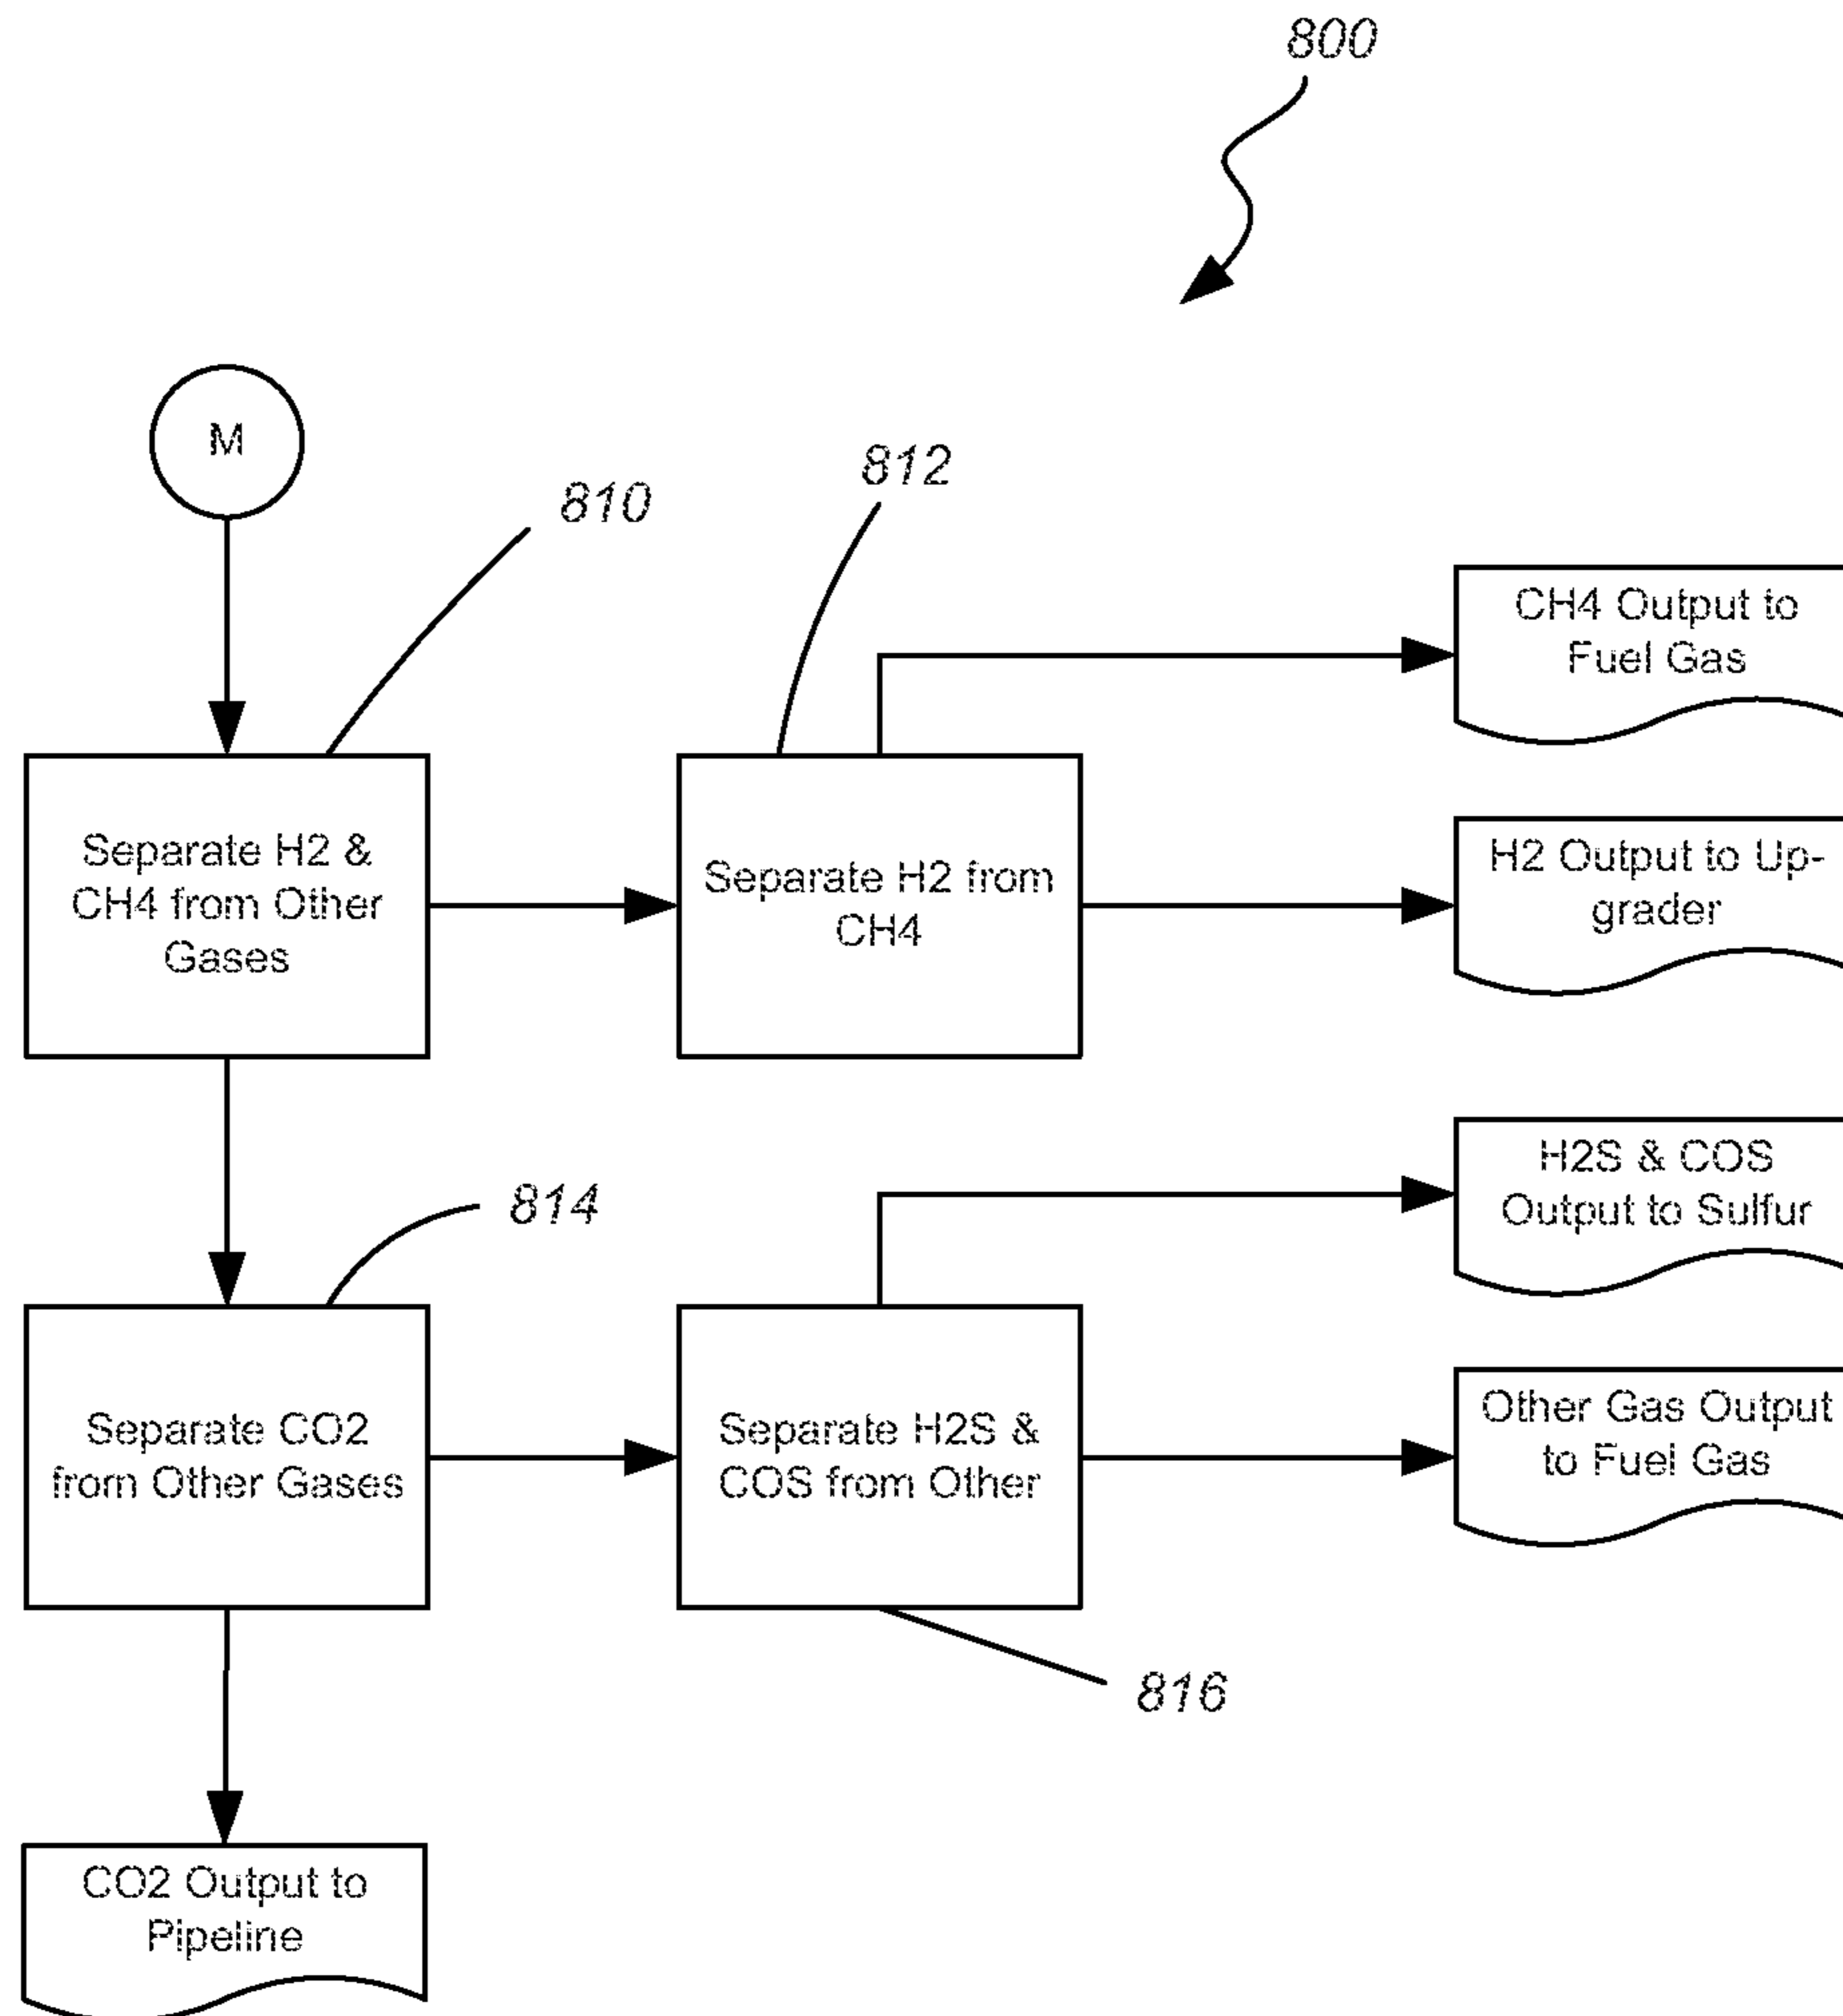 800
M
810
812
CH4 Output to
Fuel Gas
Separate H2 &
CH4 from Other
Gases
Separate H2 from
CH4
H2 Output to Up-
grader
814
H2S & COS
Output to Sulfur
Separate CO2
from Other Gases
Separate H2S &
COS from Other
Other Gas Output
to Fuel Gas
816
CO2 Output to
Pipeline